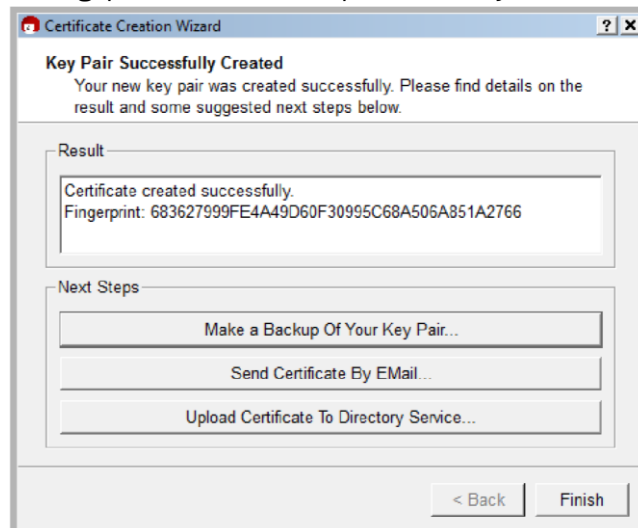 Certificate Creation Wizard
Key Pair Successfully Created
Your new key pair was created successfully. Please find details on the
result and some suggested next steps below.
Result
Certificate created successfully.
Fingerprint: 683627999FE4A49D60F30995C68A506A851A2766
Next Steps
Make a Backup Of Your Key Pair...
Send Certificate By EMail...
Upload Certificate To Directory Service...
< Back Finish